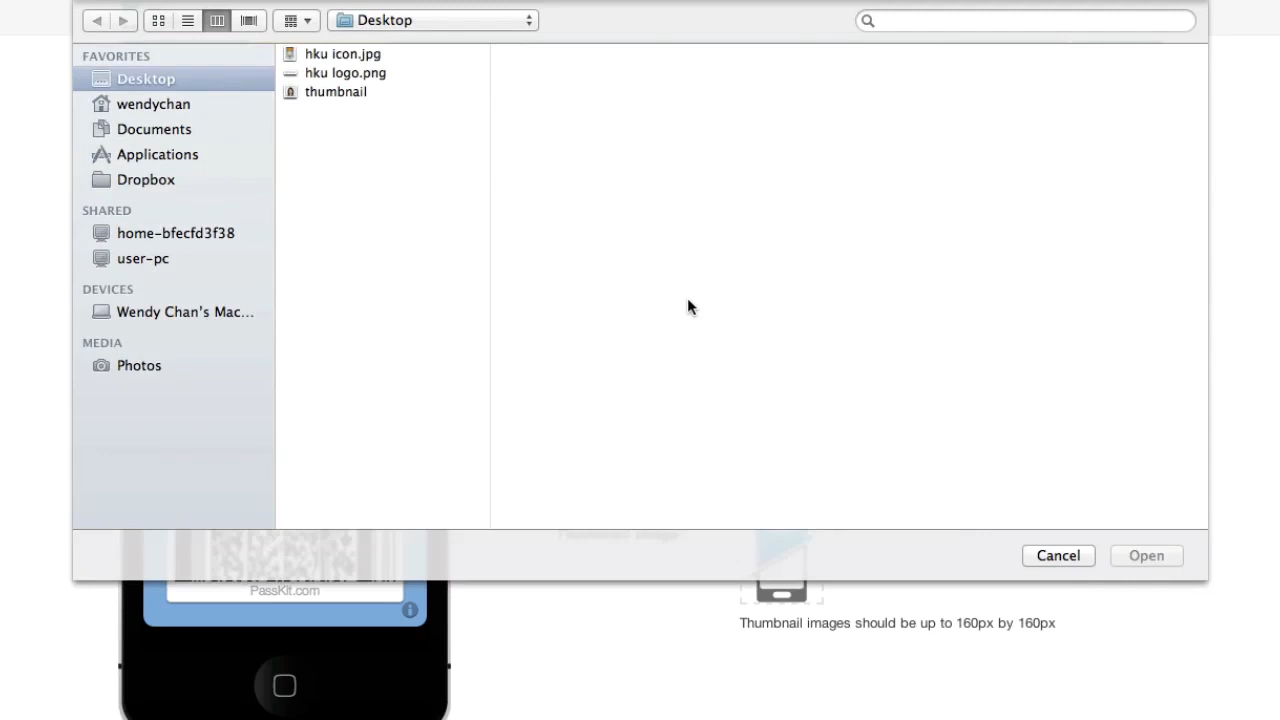 Desktop
FAVORITES
Desktop
wendychan
Documents
Applications
Dropbox
SHARED
home-bfecfd3f38
user-pc
DEVICES
Wendy Chan's Mac...
MEDIA
Photos
hku icon.jpg
hku logo.png
thumbnail
Cancel
Open
PassKit.com
Thumbnail images should be up to 160px by 160px